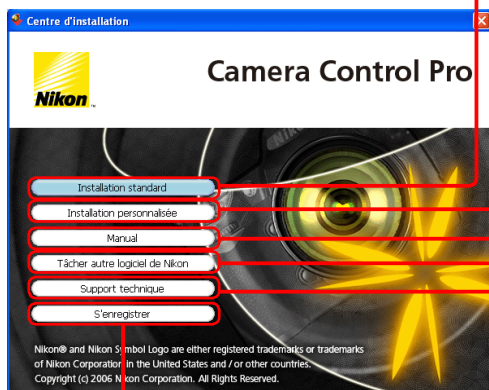 Centre d'installation
Nikon
Camera Control Pro
Installation standard
Installation personnalisée
Manual
Tâcher autre logiciel de Nikon
Support technique
S'enregistrer
Nikon® and Nikon Symbol Logo are either registered trademarks or trademarks
of Nikon Corporation in the United States and / or other countries.
Copyright (c) 2006 Nikon Corporation. All Rights Reserved.